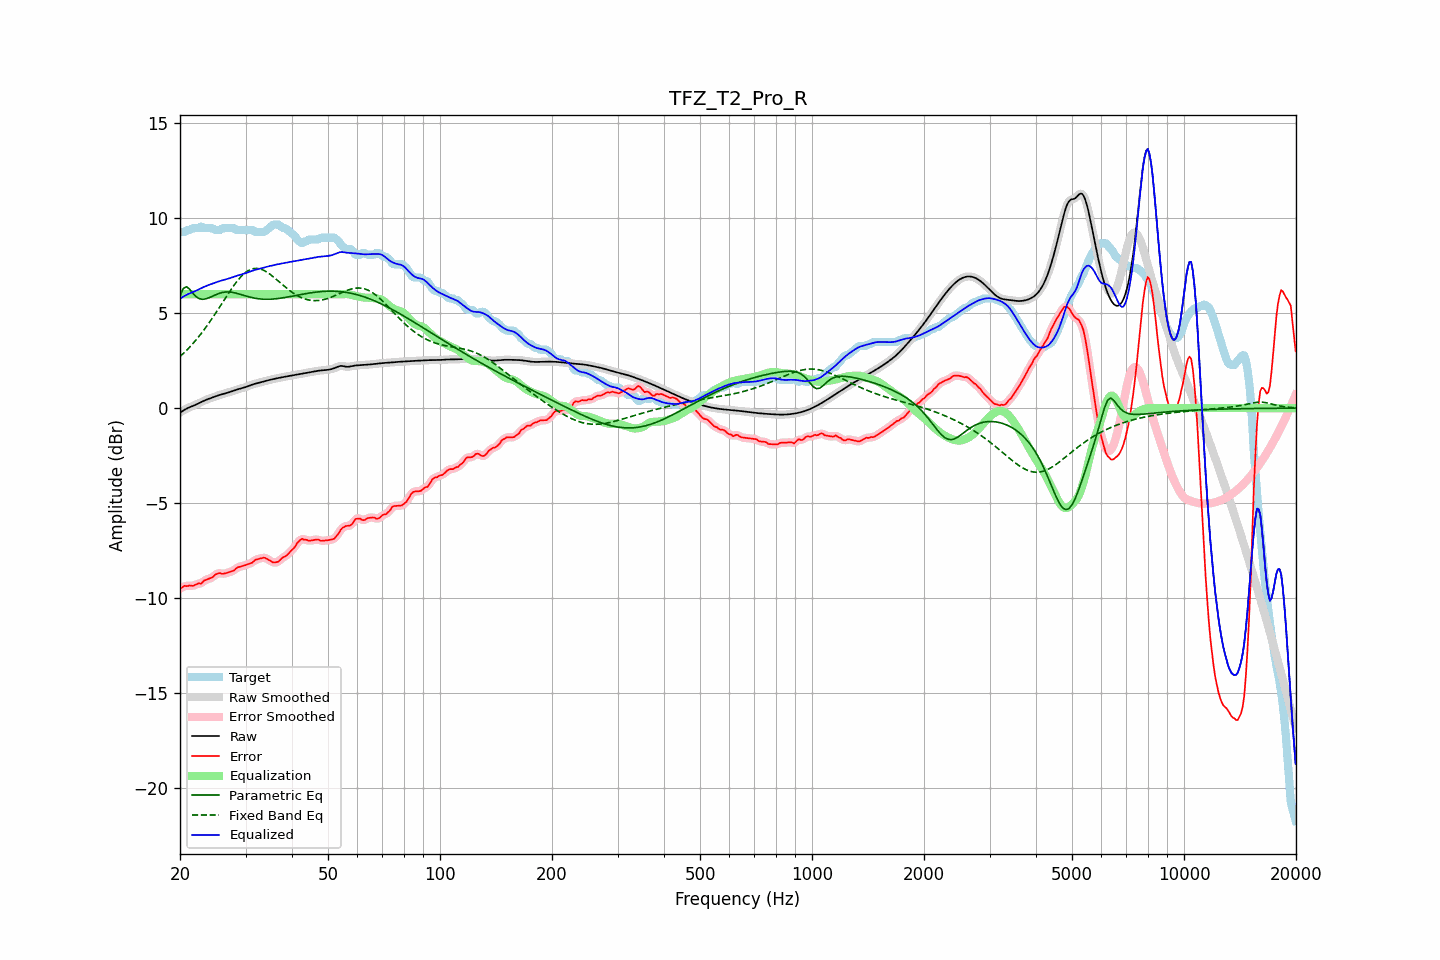 TFZ_T2_Pro_R
Amplitude (dBr)
15
10
5
0
−5
−10
−15
−20
Target
Raw Smoothed
Error Smoothed
Raw
Error
Equalization
Parametric Eq
Fixed Band Eq
Equalized
20
50
100
200
500
1000
2000
5000
10000
20000
Frequency (Hz)